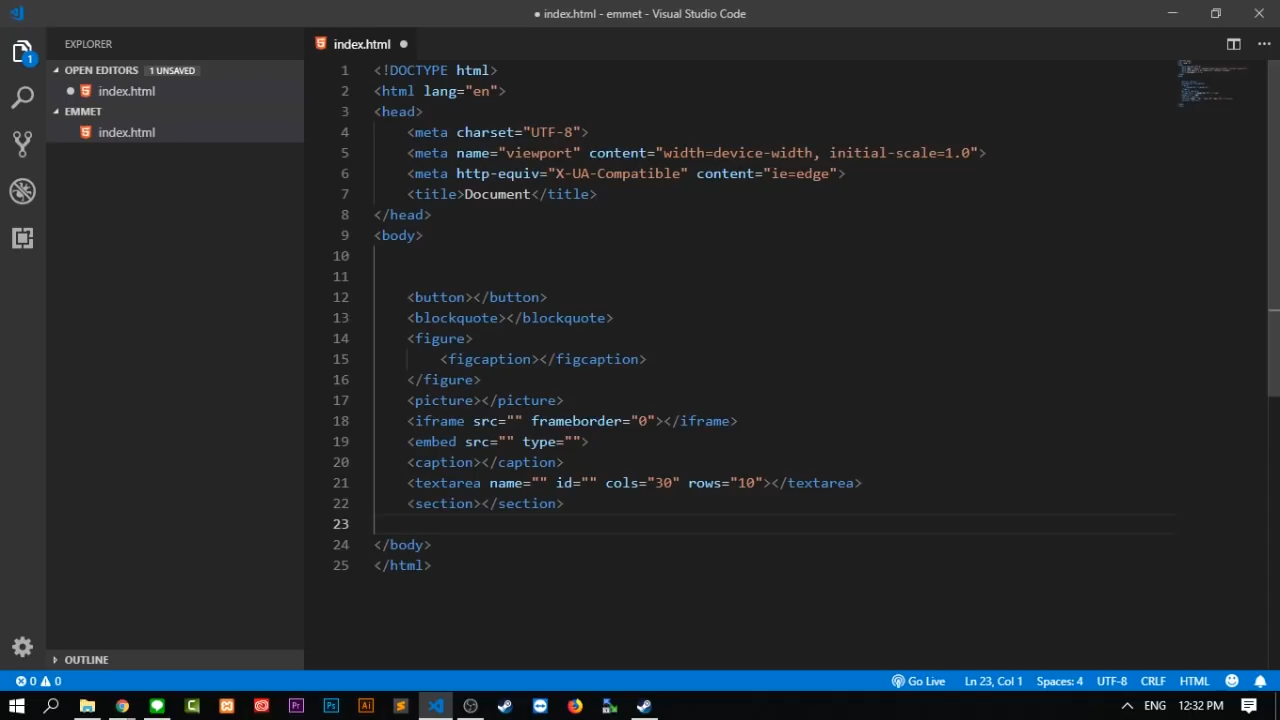 ● index.html - emmet - Visual Studio Code
EXPLORER
OPEN EDITORS 1 UNSAVED
index.html
EMMET
index.html
OUTLINE
1
index.html
1 <!DOCTYPE html>
2 <html lang="en">
3 <head>
4 <meta charset="UTF-8">
5 <meta name="viewport" content="width=device-width, initial-scale=1.0">
6 <meta http-equiv="X-UA-Compatible" content="ie=edge">
7 <title>Document</title>
8 </head>
9 <body>
10
11
12 <button></button>
13 <blockquote></blockquote>
14 <figure>
15 <figcaption></figcaption>
16 </figure>
17 <picture></picture>
18 <iframe src="" frameborder="0"></iframe>
19 <embed src="" type="">
20 <caption></caption>
21 <textarea name="" id="" cols="30" rows="10"></textarea>
22 <section></section>
23
24 </body>
25 </html>
0 0 Go Live Ln 23, Col 1 Spaces: 4 UTF-8 CRLF HTML
Pr Ps Ai ENG 12:32 PM